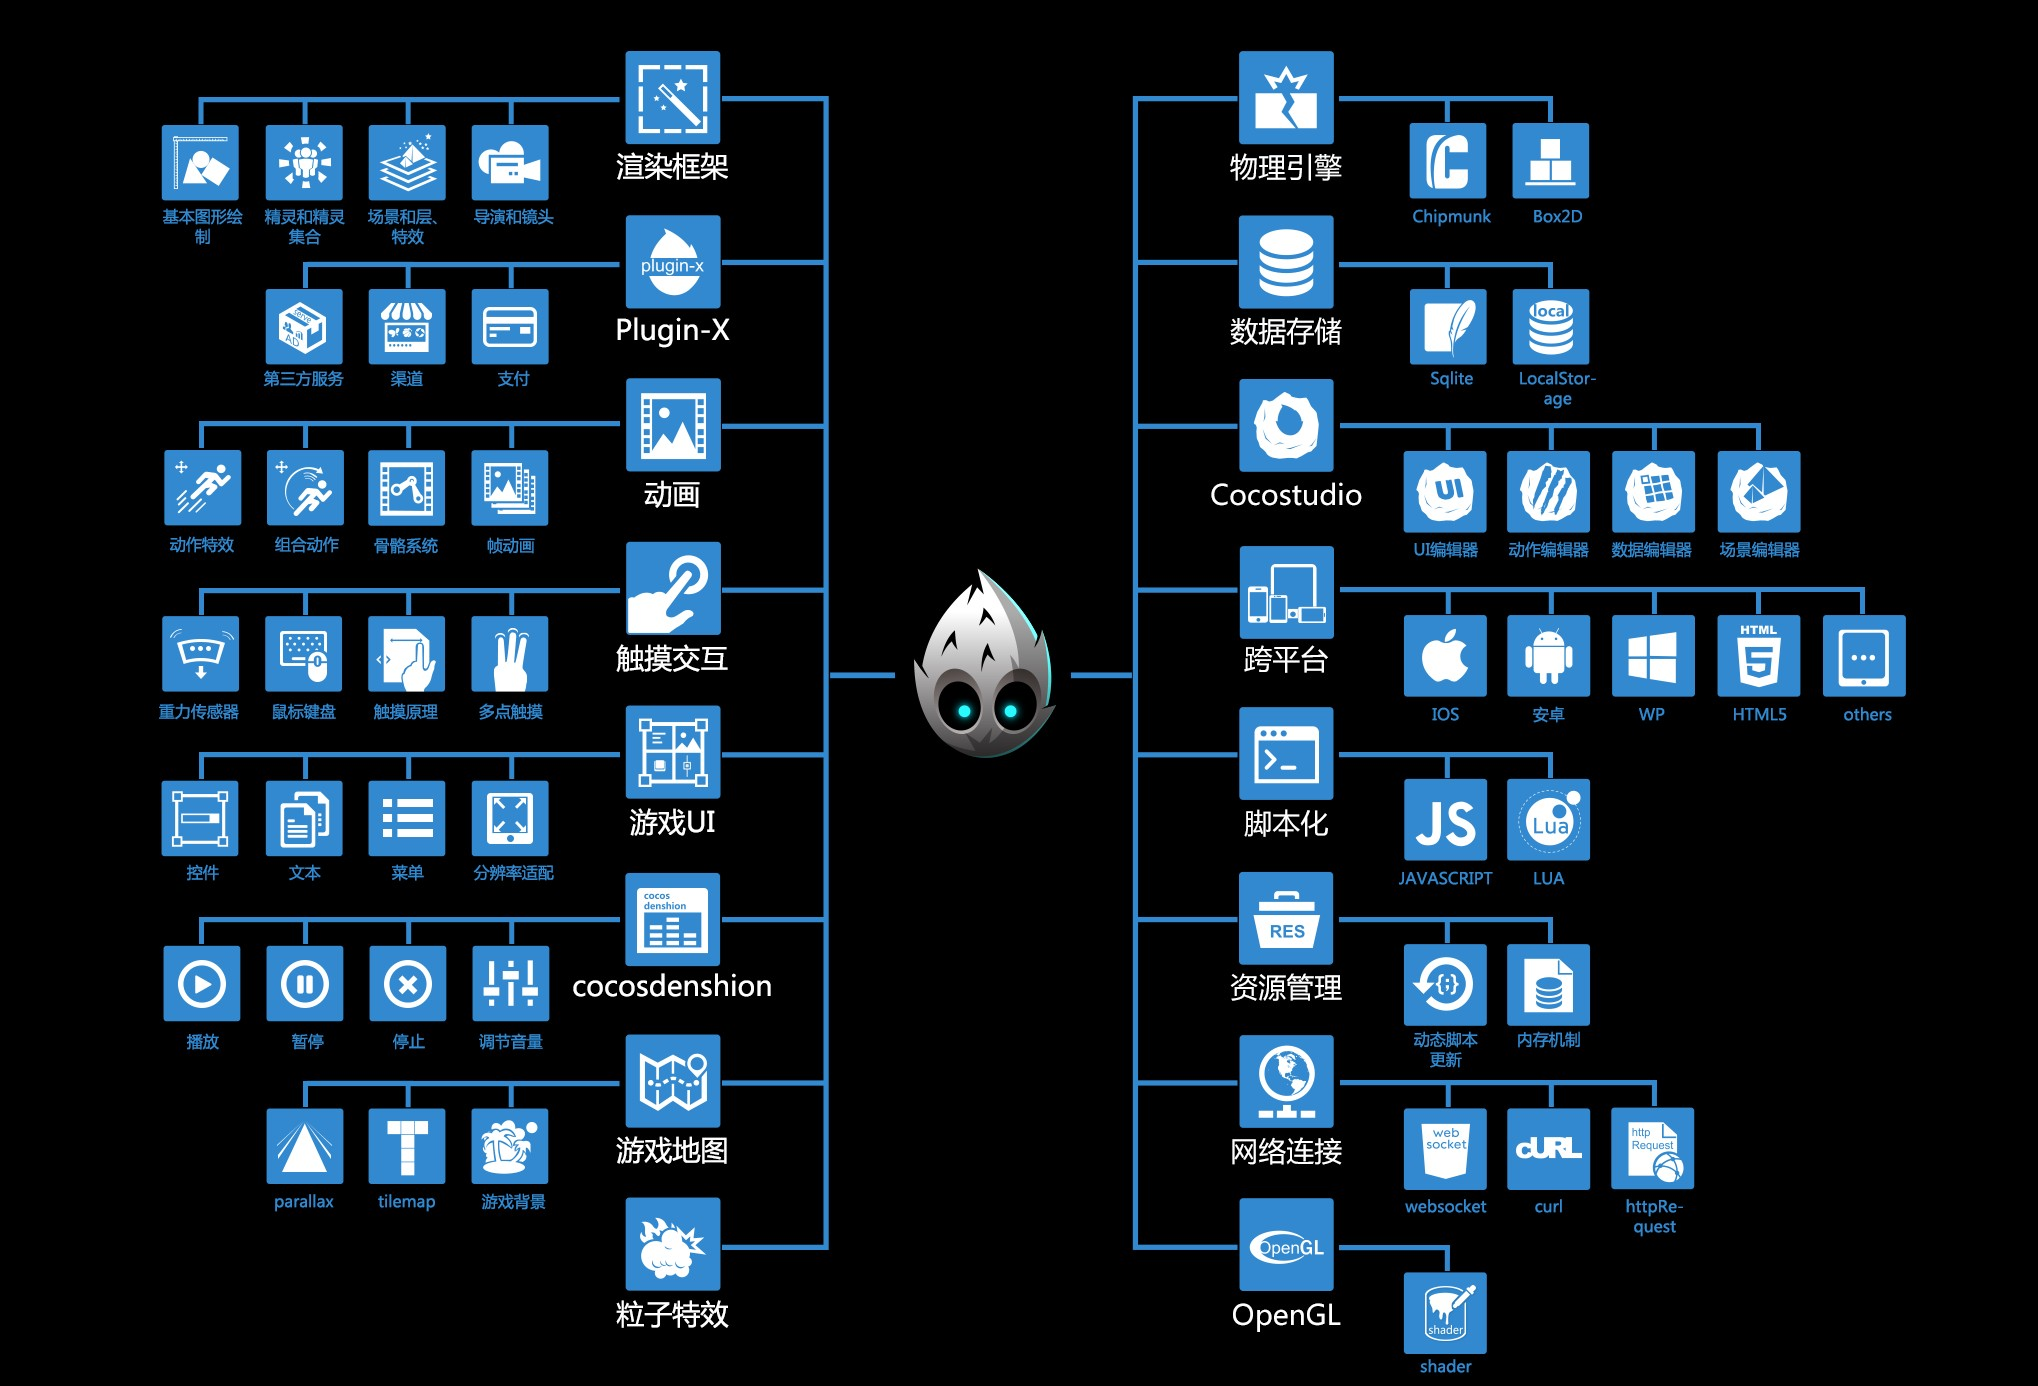 渲染框架
基本图形绘
制
精灵和精灵
集合
场景和层、
特效
导演和镜头
plugin-x
Plugin-X
serve
AD
第三方服务
渠道
支付
动画
动作特效
组合动作
骨骼系统
帧动画
触摸交互
重力传感器
鼠标键盘
触摸原理
多点触摸
游戏UI
控件
文本
菜单
分辨率适配
cocos
denshion
cocosdenshion
播放
暂停
停止
调节音量
游戏地图
parallax
tilemap
游戏背景
粒子特效
物理引擎
C
Chipmunk
Box2D
数据存储
Sqlite
local
LocalStor-
age
Cocostudio
UI
UI编辑器
动作编辑器
数据编辑器
场景编辑器
跨平台
IOS
安卓
WP
HTML
5
HTML5
others
脚本化
JS
JAVASCRIPT
Lua
LUA
RES
资源管理
{;}
动态脚本
更新
内存机制
网络连接
web
socket
websocket
cURL
curl
http
Request
httpRe-
quest
OpenGL
OpenGL
shader
shader